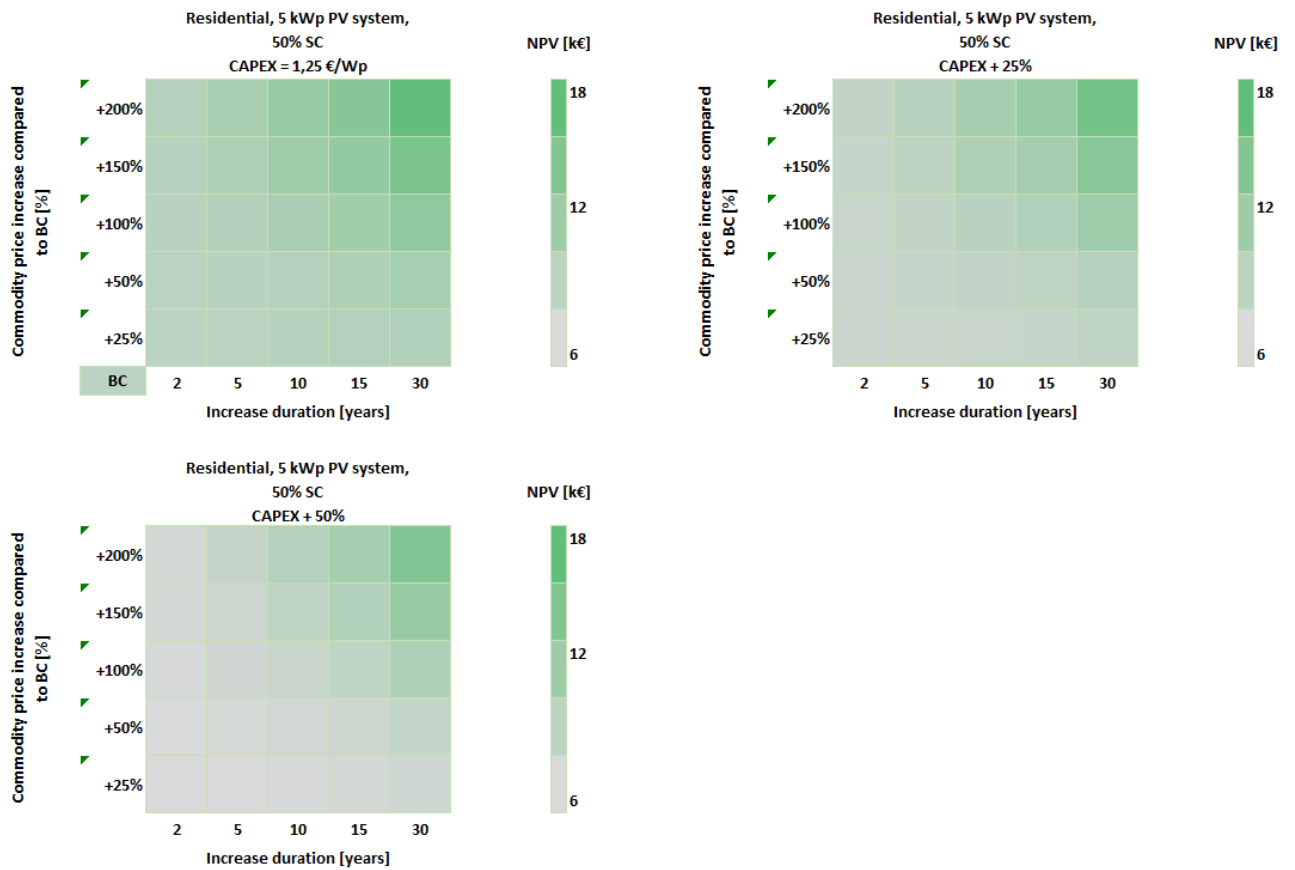 Residential, 5 kWp PV system,
50% SC
CAPEX = 1,25 €/Wp
NPV [k€]
Commodity price increase compared
to BC [%]
+200%
+150%
+100%
+50%
+25%
BC
2 5 10 15 30
Increase duration [years]
18
12
6
Residential, 5 kWp PV system,
50% SC
CAPEX + 25%
NPV [k€]
Commodity price increase compared
to BC [%]
+200%
+150%
+100%
+50%
+25%
2 5 10 15 30
Increase duration [years]
18
12
6
Residential, 5 kWp PV system,
50% SC
CAPEX + 50%
NPV [k€]
Commodity price increase compared
to BC [%]
+200%
+150%
+100%
+50%
+25%
2 5 10 15 30
Increase duration [years]
18
12
6